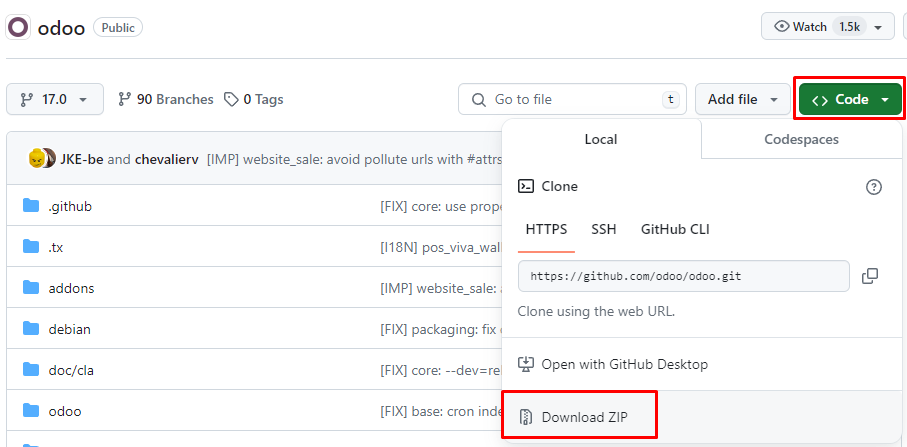 odoo Public Watch 1.5k
17.0 90 Branches 0 Tags Go to file t Add file <> Code
JKE-be and chevalierv [IMP] website_sale: avoid pollute urls with #attrs
Local Codespaces
.github [FIX] core: use prope
Clone
HTTPS SSH GitHub CLI
.tx [I18N] pos_viva_wal
https://github.com/odoo/odoo.git
addons [IMP] website_sale: a
Clone using the web URL.
debian [FIX] packaging: fix
Open with GitHub Desktop
doc/cla [FIX] core: --dev=re
odoo [FIX] base: cron inde
Download ZIP